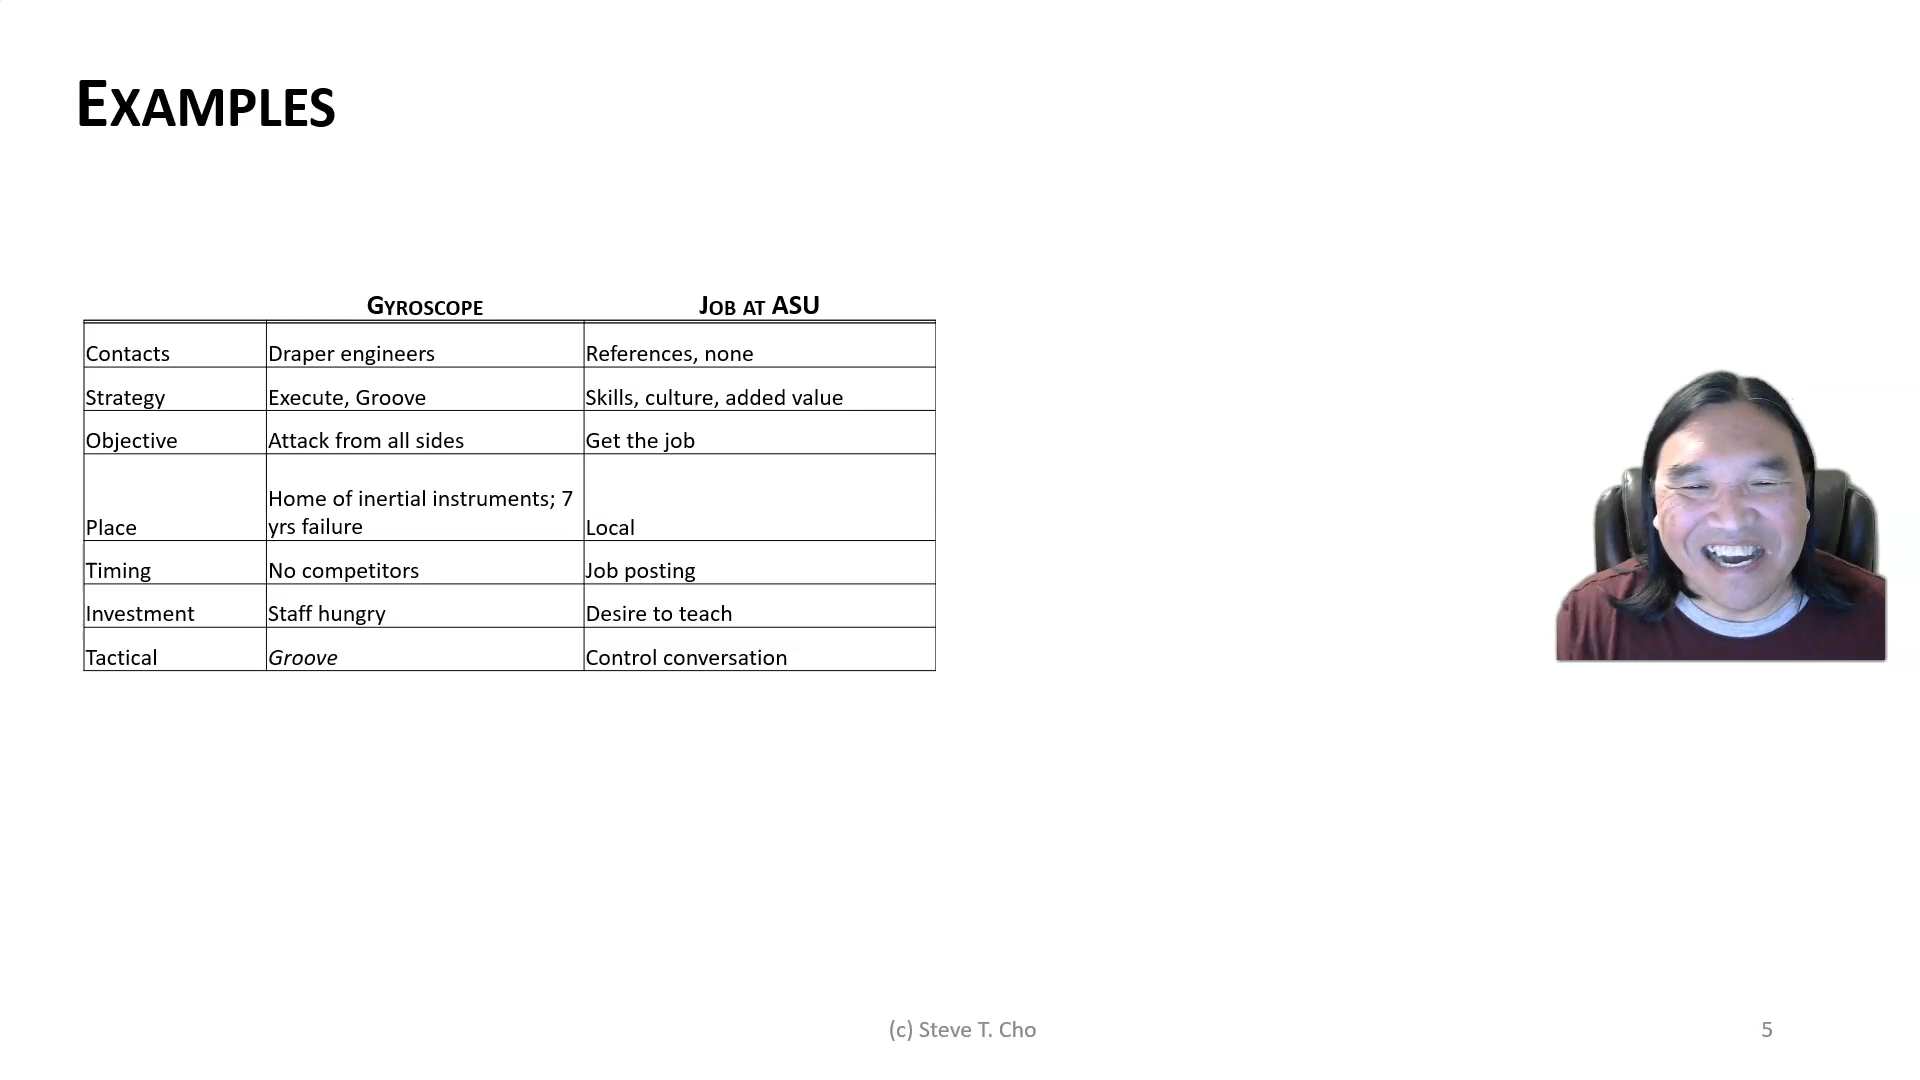 EXAMPLES
GYROSCOPE JOB AT ASU
Contacts Draper engineers References, none
Strategy Execute, Groove Skills, culture, added value
Objective Attack from all sides Get the job
Place Home of inertial instruments; 7
yrs failure Local
Timing No competitors Job posting
Investment Staff hungry Desire to teach
Tactical Groove Control conversation
(c) Steve T. Cho 5